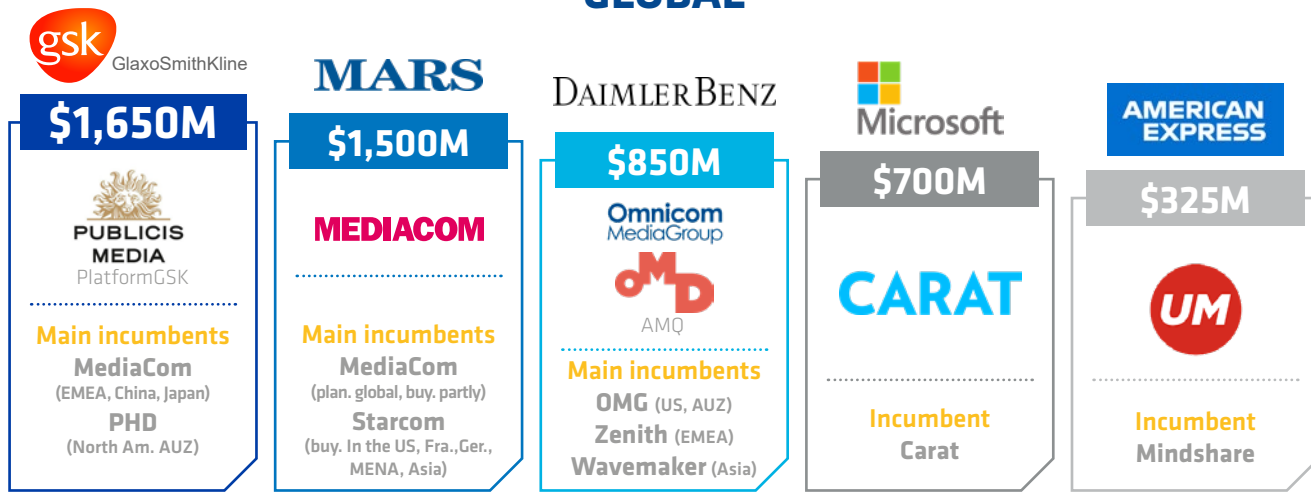 GLOBAL
gsk
GlaxoSmithKline
$1,650M
PUBLICIS
MEDIA
PlatformGSK
Main incumbents
MediaCom
(EMEA, China, Japan)
PHD
(North Am. AUZ)
MARS
$1,500M
MEDIACOM
Main incumbents
MediaCom
(plan. global, buy. partly)
Starcom
(buy. In the US, Fra.,Ger.,
MENA, Asia)
DAIMLERBENZ
$850M
Omnicom
MediaGroup
OMD
AMQ
Main incumbents
OMG (US, AUZ)
Zenith (EMEA)
Wavemaker (Asia)
Microsoft
$700M
CARAT
Incumbent
Carat
AMERICAN
EXPRESS
$325M
UM
Incumbent
Mindshare